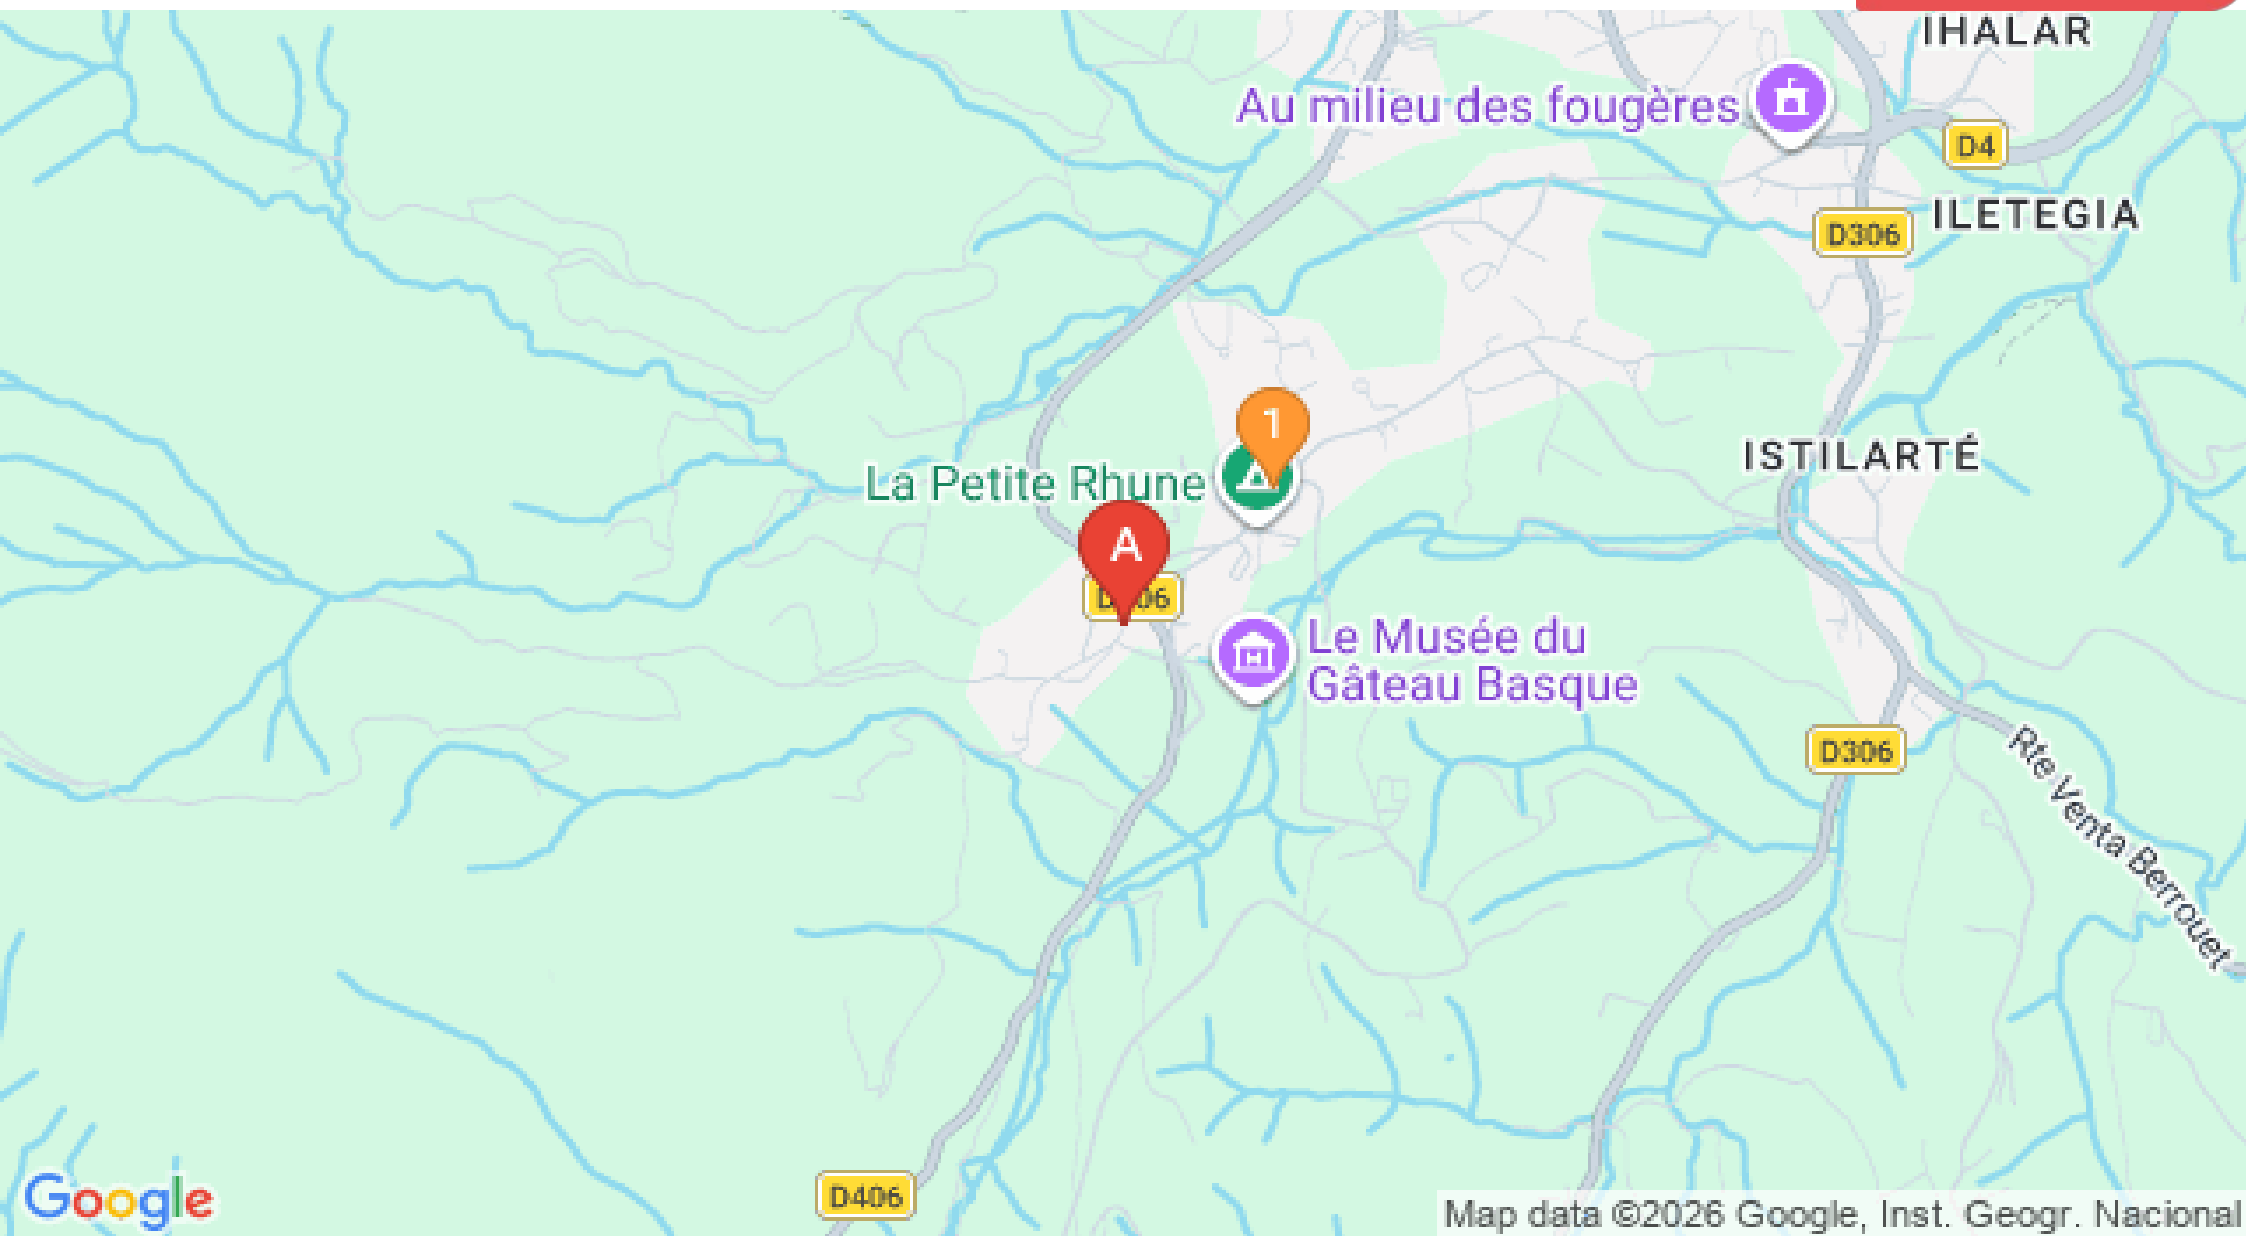 IHALAR
Au milieu des fougères
D4
ILETEGIA
D306
1
ISTILARTÉ
La Petite Rhune
A
Le Musée du
Gâteau Basque
D306
Rte Venta Berrouet
D406
Google
Map data ©2026 Google, Inst. Geogr. Nacional